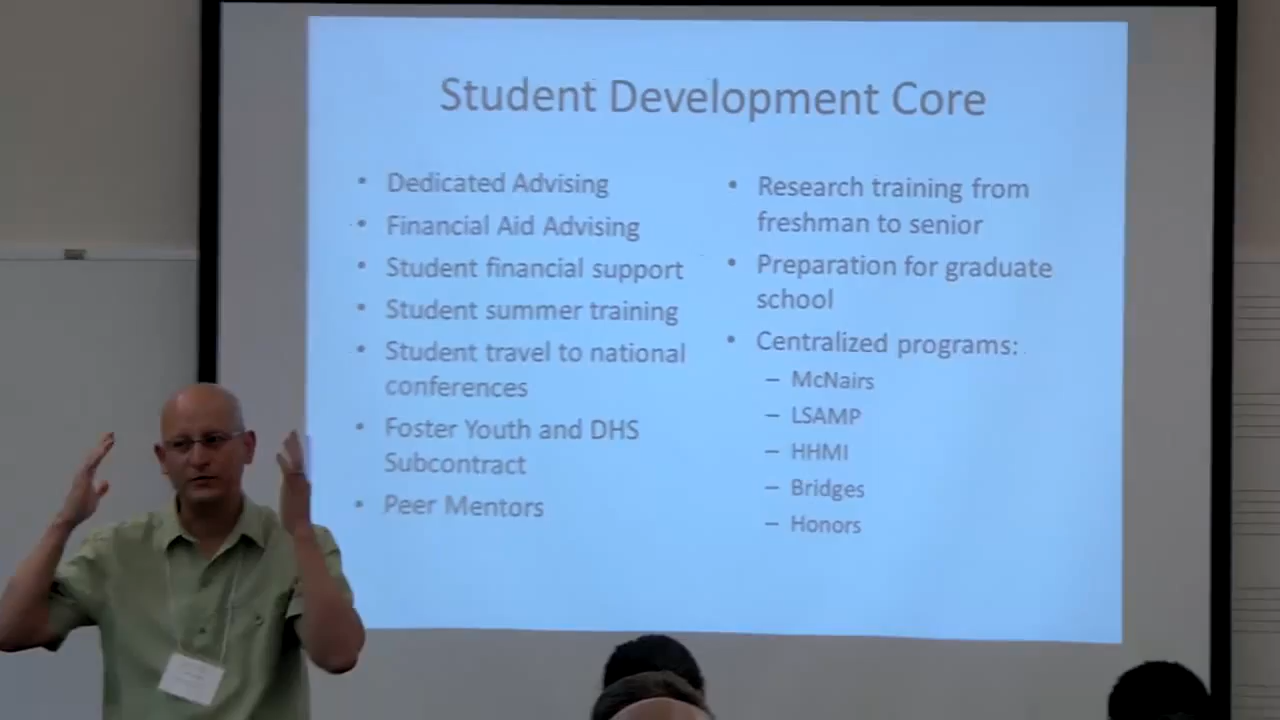 Student Development Core
• Dedicated Advising
• Financial Aid Advising
• Student financial support
• Student summer training
• Student travel to national
conferences
• Foster Youth and DHS
Subcontract
• Peer Mentors
• Research training from
freshman to senior
• Preparation for graduate
school
• Centralized programs:
– McNairs
– LSAMP
– HHMI
– Bridges
– Honors